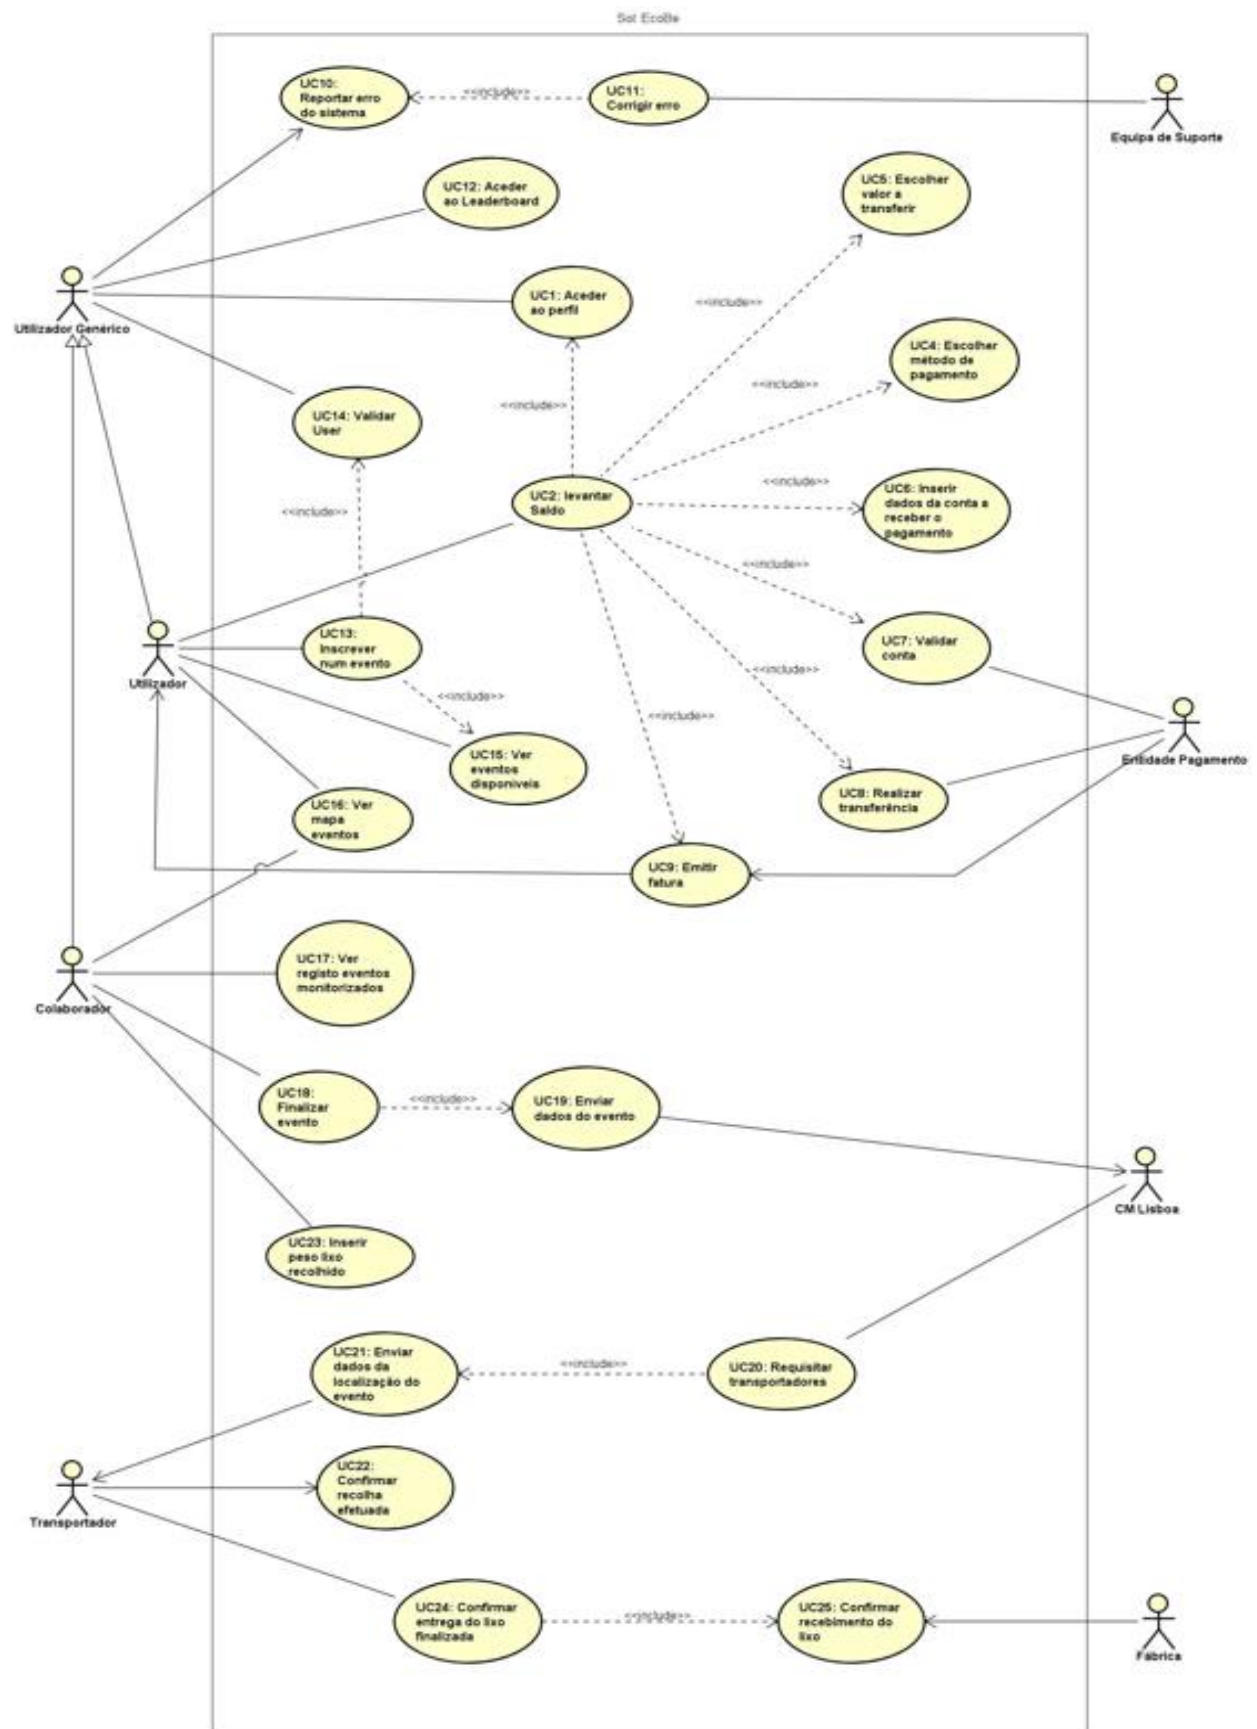 Sol EcoBe
UC10:
Reportar erro
do sistema
<<include>>
UC11:
Corrigir erro
Equipa de Suporte
UC12: Aceder
ao Leaderboard
UC5: Escolher
valor a
transferir
UC1: Aceder
ao perfil
<<include>>
Utilizador Genérico
UC4: Escolher
método de
pagamento
<<include>>
<<include>>
UC14: Validar
User
UC2: levantar
Saldo
<<include>>
UC6: Inserir
dados da conta a
receber o
pagamento
<<include>>
<<include>>
UC13:
Inscrever
num evento
UC7: Validar
conta
Utilizador
<<include>>
<<include>>
<<include>>
UC15: Ver
eventos
disponiveis
Entidade Pagamento
UC16: Ver
mapa
eventos
UC8: Realizar
transferência
UC9: Emitir
fatura
UC17: Ver
registo eventos
monitorizados
Colaborador
UC18:
Finalizar
evento
<<include>>
UC19: Enviar
dados do evento
CM Lisboa
UC23: Inserir
peso lixo
recolhido
UC21: Enviar
dados da
localização do
evento
<<include>>
UC20: Requisitar
transportadores
UC22:
Confirmar
recolha
efetuada
Transportador
UC24: Confirmar
entrega do lixo
finalizada
<<include>>
UC25: Confirmar
recebimento do
lixo
Fábrica